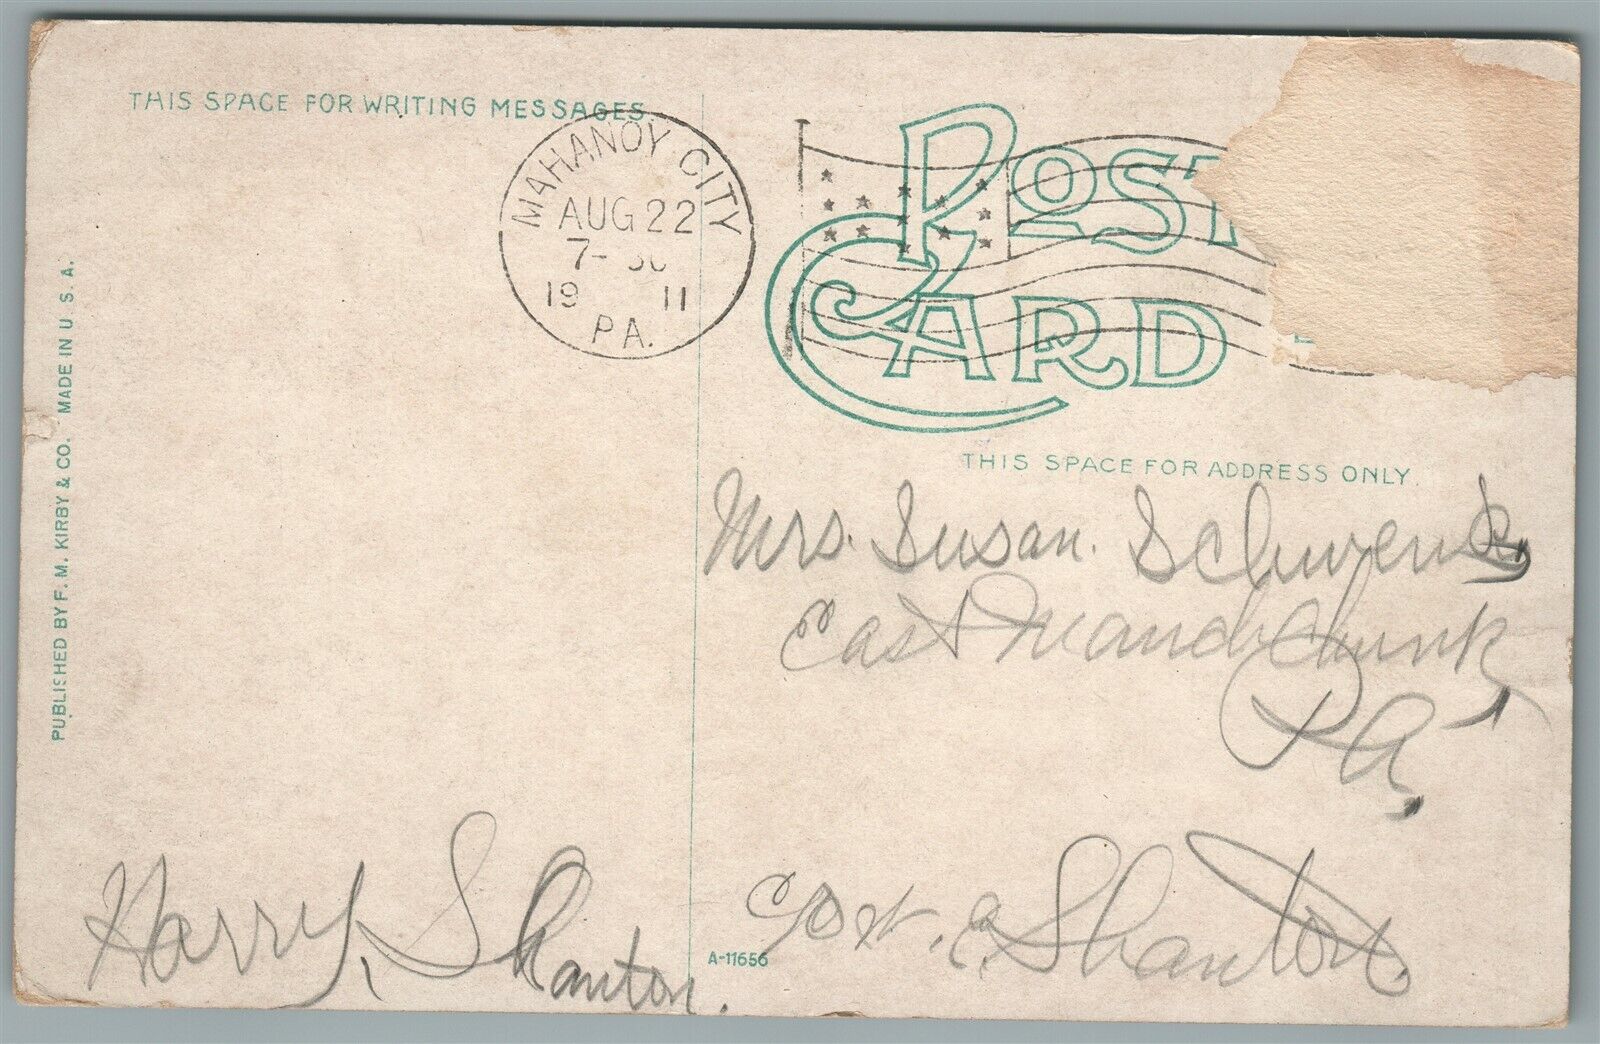 THIS SPACE FOR WRITING MESSAGES
MAHANOY CITY
AUG 22
7-
19 11
PA.
POST
CARD
THIS SPACE FOR ADDRESS ONLY.
PUBLISHED BY F. M. KIRBY & CO. MADE IN U. S. A.
Mrs. Susan. Schwenk,
East Mauch Chunk,
Pa,
Harry, Shanton.
A-11656
c/o Shanton.